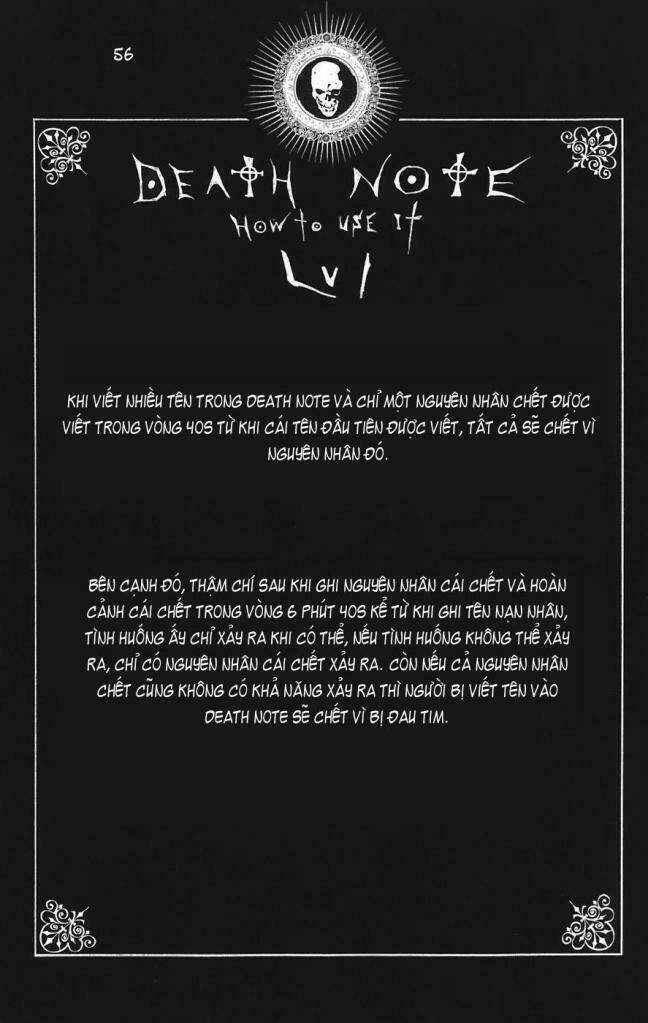 56
DEATH NOTE
HOW TO USE IT
LVI
KHI VIẾT NHIỀU TÊN TRONG DEATH NOTE VÀ CHỈ MỘT NGUYÊN NHÂN CHẾT ĐƯỢC
VIẾT TRONG VÒNG 40S TỪ KHI CÁI TÊN ĐẦU TIÊN ĐƯỢC VIẾT, TẤT CẢ SẼ CHẾT VÌ
NGUYÊN NHÂN ĐÓ.
BÊN CẠNH ĐÓ, THẬM CHÍ SAU KHI GHI NGUYÊN NHÂN CÁI CHẾT VÀ HOÀN
CẢNH CÁI CHẾT TRONG VÒNG 6 PHÚT 40S KỂ TỪ KHI GHI TÊN NẠN NHÂN,
TÌNH HUỐNG ẤY CHỈ XẢY RA KHI CÓ THỂ, NẾU TÌNH HUỐNG KHÔNG THỂ XẢY
RA, CHỈ CÓ NGUYÊN NHÂN CÁI CHẾT XẢY RA. CÒN NẾU CẢ NGUYÊN NHÂN
CHẾT CŨNG KHÔNG CÓ KHẢ NĂNG XẢY RA THÌ NGƯỜI BỊ VIẾT TÊN VÀO
DEATH NOTE SẼ CHẾT VÌ BỊ ĐAU TIM.